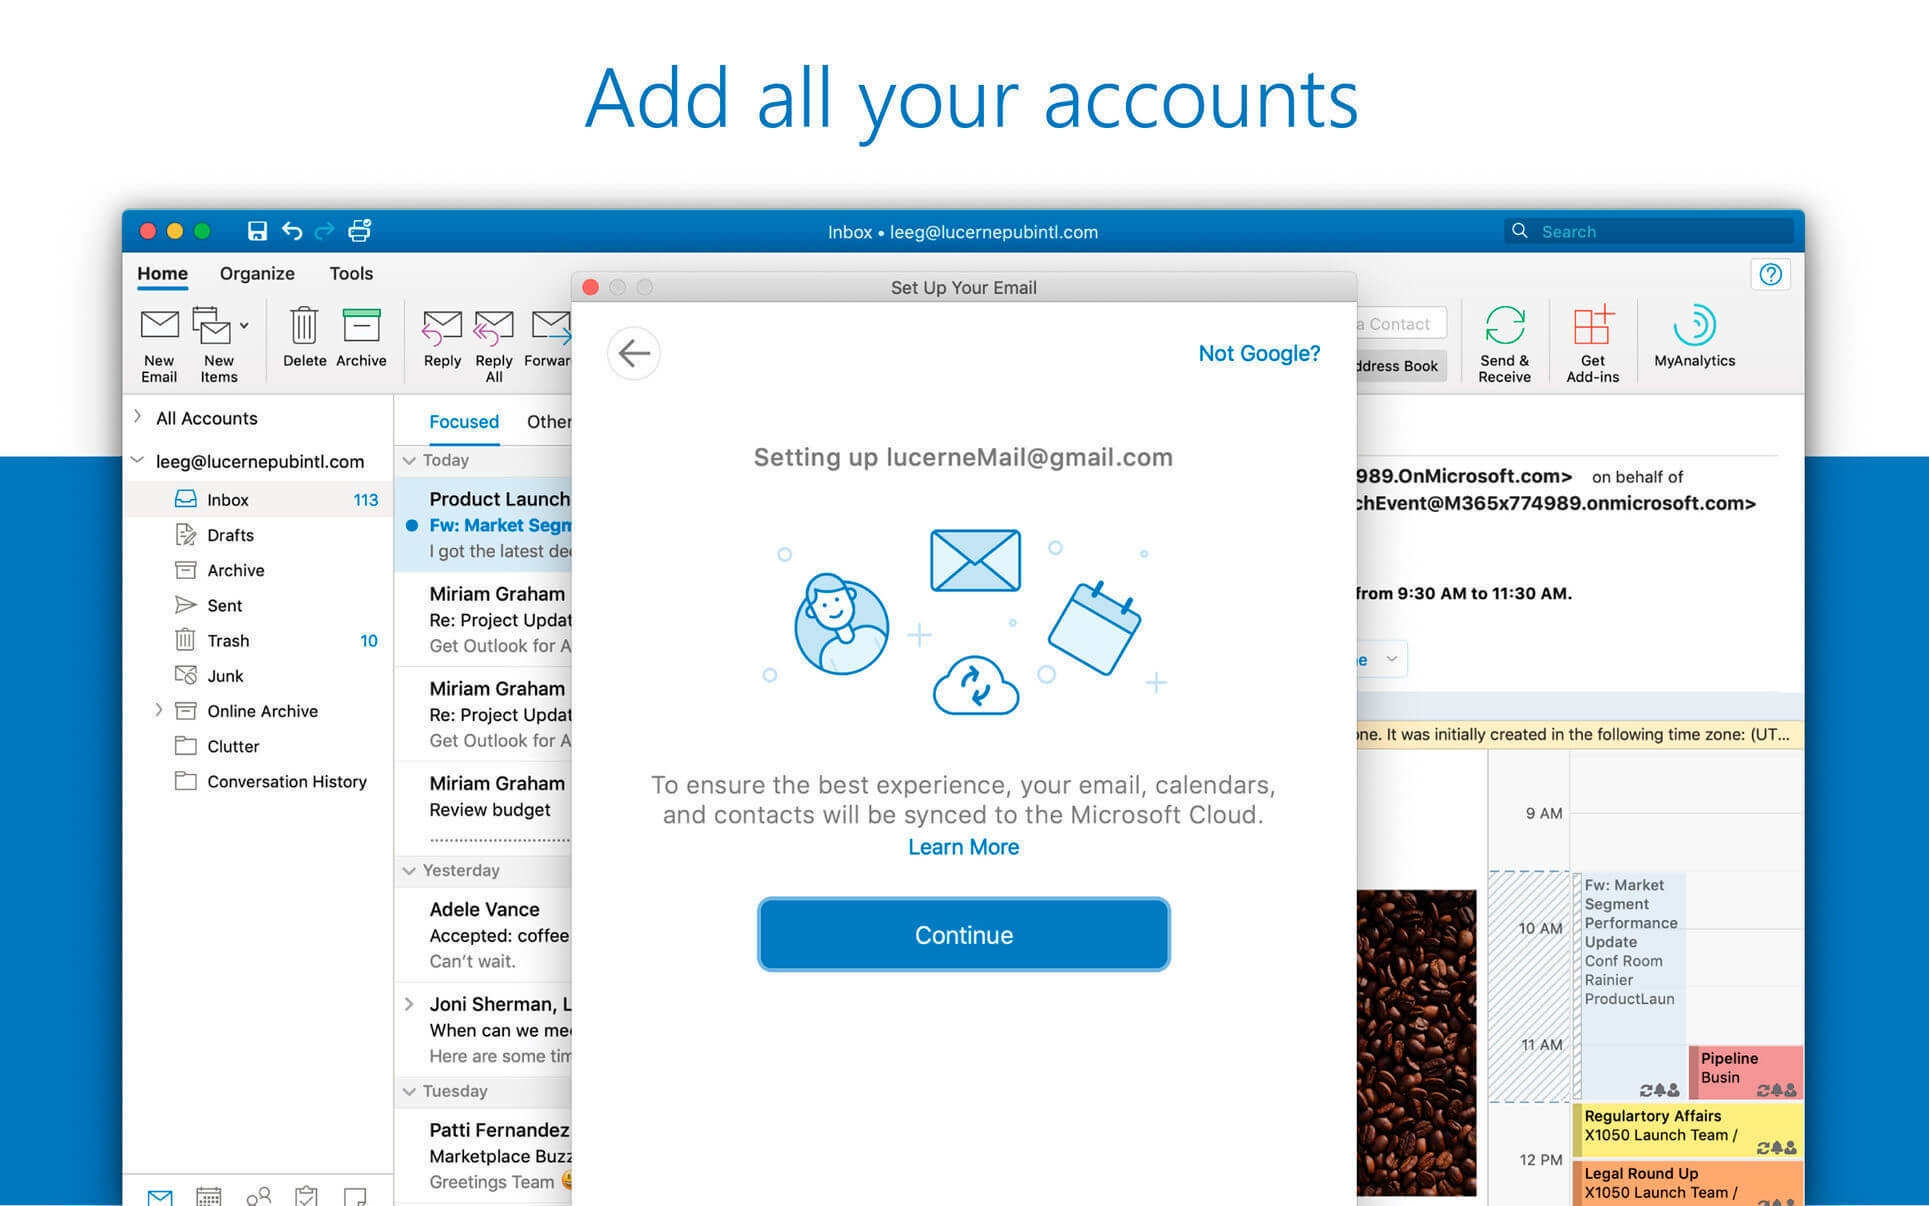 Add all your accounts
Inbox • leeg@lucernepubintl.com
Search
Home
Organize
Tools
New
Email
New
Items
Delete
Archive
Reply
Reply
All
Forwar
a Contact
ddress Book
Send &
Receive
Get
Add-ins
MyAnalytics
All Accounts
leeg@lucernepubintl.com
Inbox 113
Drafts
Archive
Sent
Trash 10
Junk
Online Archive
Clutter
Conversation History
Focused
Other
Today
Product Launch
Fw: Market Segm
I got the latest dec
Miriam Graham
Re: Project Updat
Get Outlook for A
Miriam Graham
Re: Project Updat
Get Outlook for A
Miriam Graham
Review budget
Yesterday
Adele Vance
Accepted: coffee
Can't wait.
Joni Sherman, L
When can we mee
Here are some tim
Tuesday
Patti Fernandez
Marketplace Buzz
Greetings Team
Set Up Your Email
Not Google?
Setting up lucerneMail@gmail.com
To ensure the best experience, your email, calendars,
and contacts will be synced to the Microsoft Cloud.
Learn More
Continue
989.OnMicrosoft.com> on behalf of
chEvent@M365x774989.onmicrosoft.com>
from 9:30 AM to 11:30 AM.
ne
one. It was initially created in the following time zone: (UT...
9 AM
10 AM
11 AM
12 PM
Fw: Market
Segment
Performance
Update
Conf Room
Rainier
ProductLaun
Pipeline
Busin
Regulartory Affairs
X1050 Launch Team /
Legal Round Up
X1050 Launch Team /